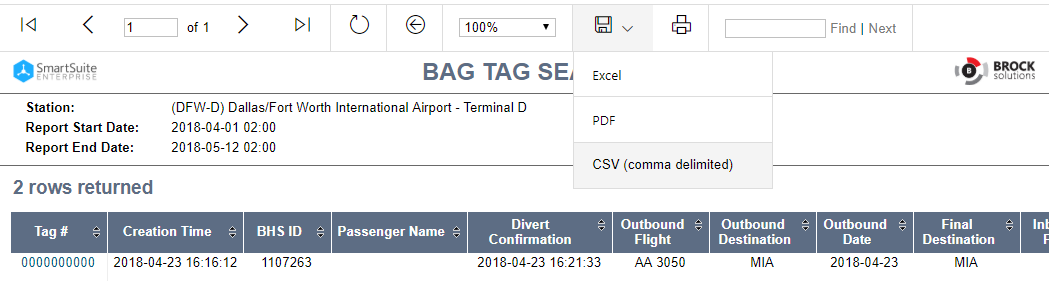 1 of 1 100% Find | Next
SmartSuite
ENTERPRISE
BAG TAG SEA
BROCK
solutions
B
Excel
PDF
CSV (comma delimited)
Station: (DFW-D) Dallas/Fort Worth International Airport - Terminal D
Report Start Date: 2018-04-01 02:00
Report End Date: 2018-05-12 02:00
2 rows returned
Tag # Creation Time BHS ID Passenger Name Divert Confirmation Outbound Flight Outbound Destination Outbound Date Final Destination Inb F
0000000000 2018-04-23 16:16:12 1107263 2018-04-23 16:21:33 AA 3050 MIA 2018-04-23 MIA